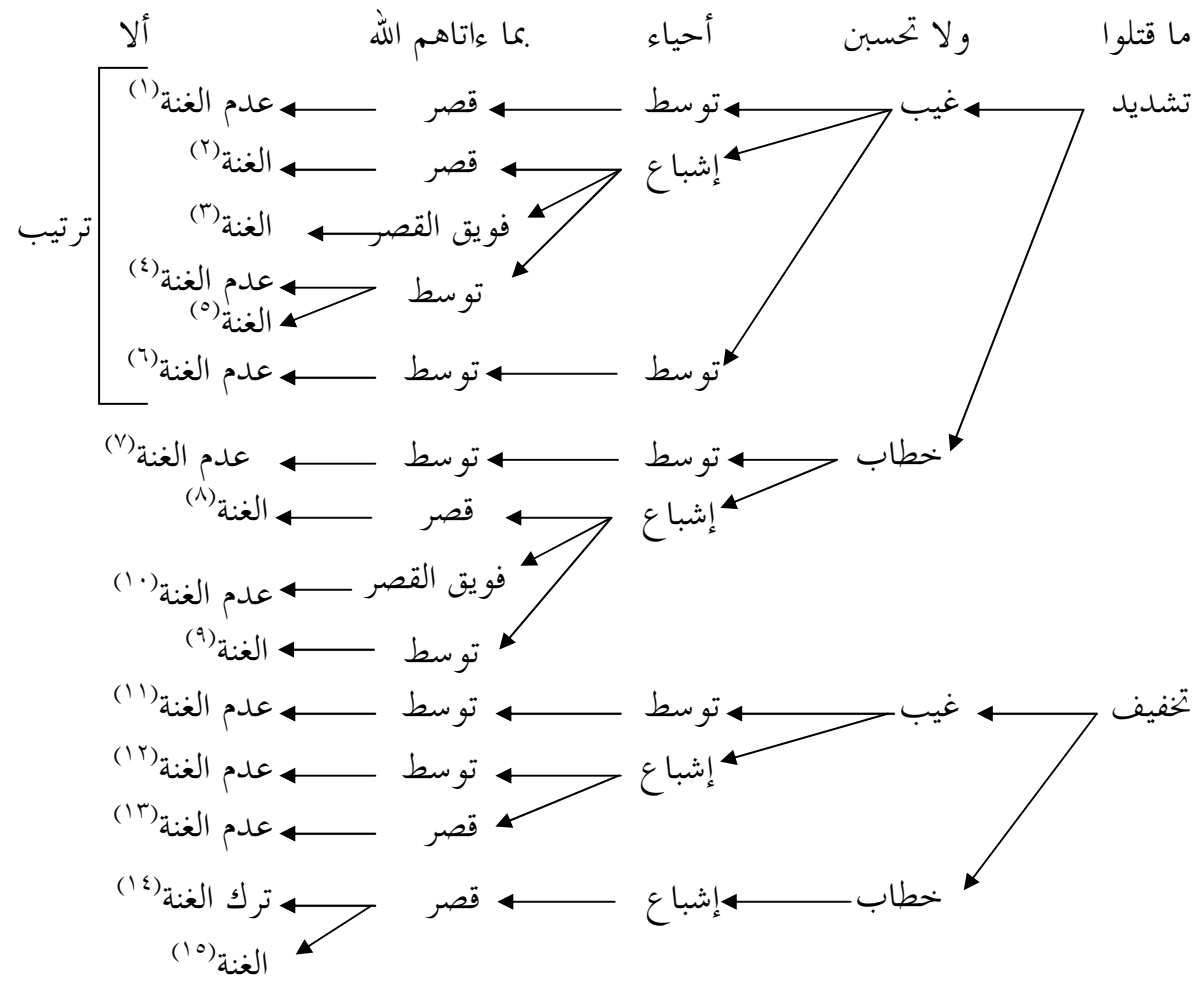 ما قتلوا ولا تحسبن أحياء بما ءاتاهم الله ألا
تشديد غيب توسط قصر عدم الغنة(١)
إشباع قصر الغنة(٢)
فويق القصر الغنة(٣)
ترتيب
توسط عدم الغنة(٤)
الغنة(٥)
توسط توسط عدم الغنة(٦)
خطاب توسط توسط عدم الغنة(٧)
إشباع قصر الغنة(٨)
فويق القصر عدم الغنة(١٠)
توسط الغنة(٩)
تخفيف غيب توسط توسط عدم الغنة(١١)
إشباع توسط عدم الغنة(١٢)
قصر عدم الغنة(١٣)
خطاب إشباع قصر ترك الغنة(١٤)
الغنة(١٥)